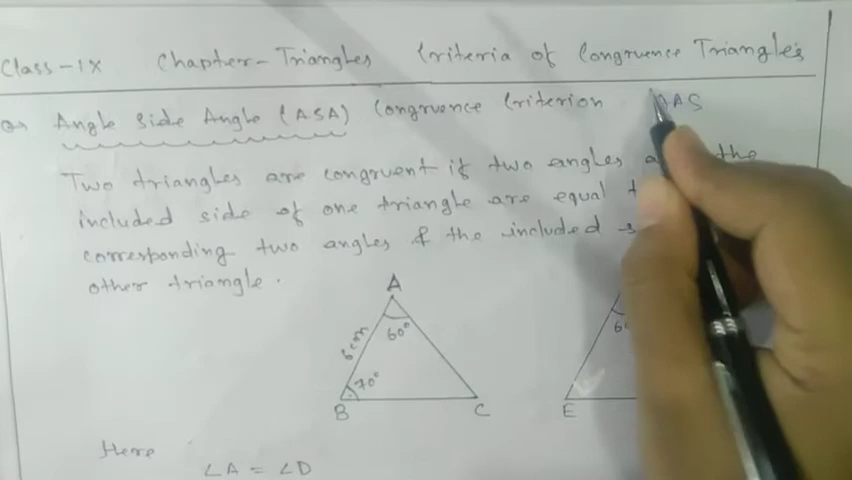 Class-IX Chapter-Triangles Criteria of Congruence Triangles
Angle Side Angle (ASA) Congruence Criterion AAS
Two triangles are congruent if two angles the
included side of one triangle are equal
corresponding two angles & the included
other triangle.
A
60°
6cm
70°
B C
E
Here
∠A = ∠D